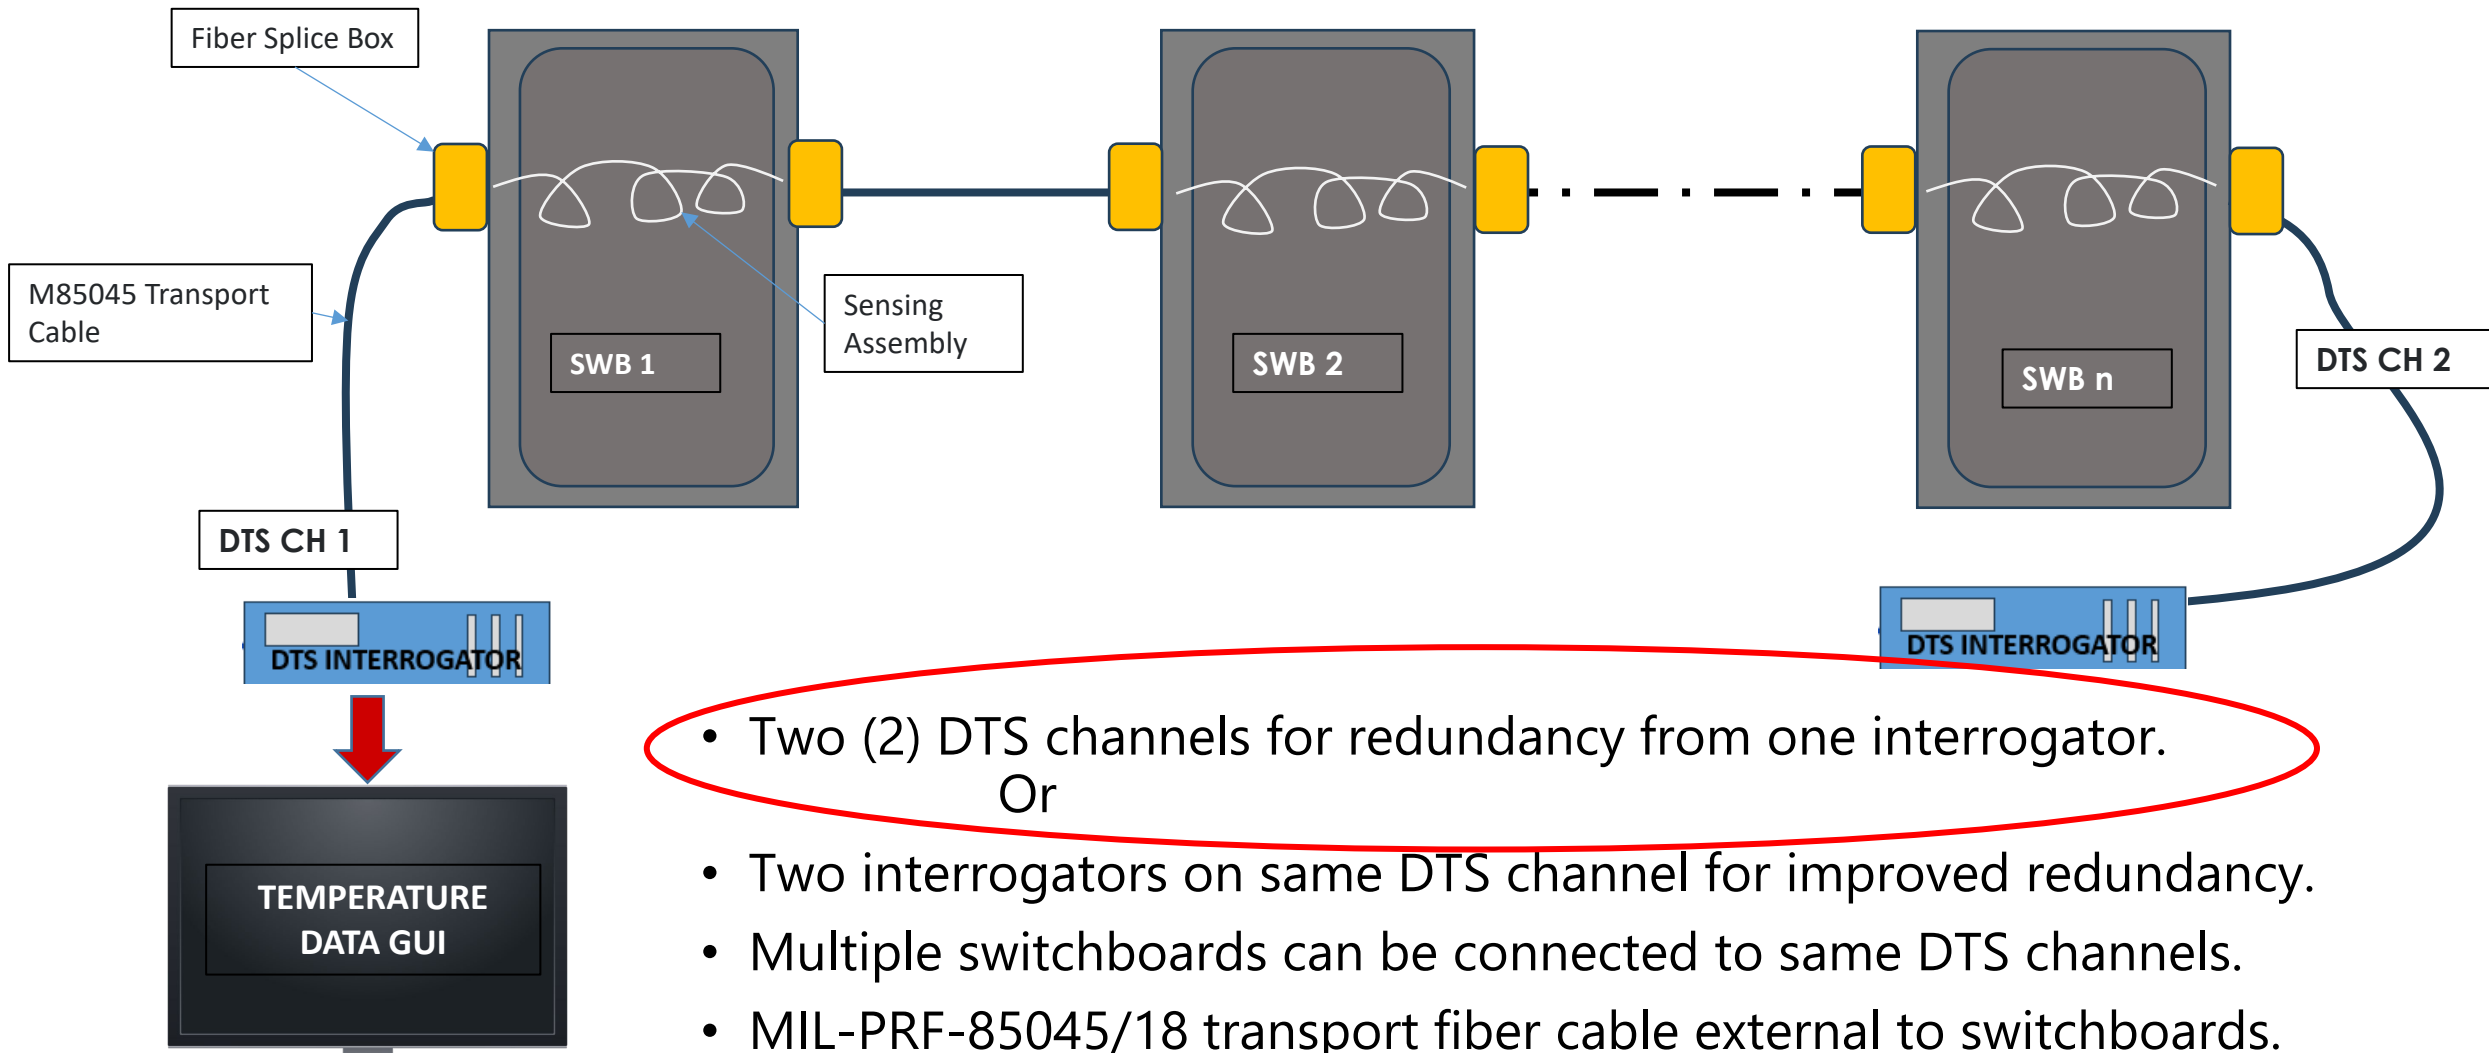 Fiber Splice Box
M85045 Transport
Cable
SWB 1
Sensing
Assembly
SWB 2
SWB n
DTS CH 2
DTS CH 1
DTS INTERROGATOR
DTS INTERROGATOR
TEMPERATURE
DATA GUI
• Two (2) DTS channels for redundancy from one interrogator.
Or
• Two interrogators on same DTS channel for improved redundancy.
• Multiple switchboards can be connected to same DTS channels.
• MIL-PRF-85045/18 transport fiber cable external to switchboards.